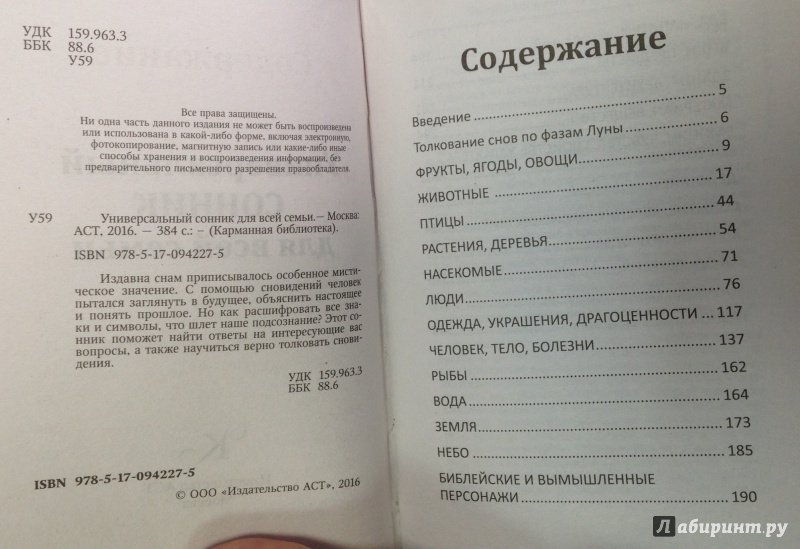 УДК 159.963.3
ББК 88.6
У59
Все права защищены.
Ни одна часть данного издания не может быть воспроизведена
или использована в какой-либо форме, включая электронную,
фотокопирование, магнитную запись или какие-либо иные
способы хранения и воспроизведения информации, без
предварительного письменного разрешения правообладателя.
У59 Универсальный сонник для всей семьи.— Москва:
АСТ, 2016. — 384 с.: – (Карманная библиотека).
ISBN 978-5-17-094227-5
Издавна снам приписывалось особенное мисти-
ческое значение. С помощью сновидений человек
пытался заглянуть в будущее, объяснить настоящее
и понять прошлое. Но как расшифровать все зна-
ки и символы, что шлет наше подсознание? Этот со-
нник поможет найти ответы на интересующие вас
вопросы, а также научиться верно толковать снови-
дения.
УДК 159.963.3
ББК 88.6
ISBN 978-5-17-094227-5
© ООО «Издательство АСТ», 2016
Содержание
Введение 5
Толкование снов по фазам Луны 6
ФРУКТЫ, ЯГОДЫ, ОВОЩИ 9
ЖИВОТНЫЕ 17
ПТИЦЫ 44
РАСТЕНИЯ, ДЕРЕВЬЯ 54
НАСЕКОМЫЕ 71
ЛЮДИ 76
ОДЕЖДА, УКРАШЕНИЯ, ДРАГОЦЕННОСТИ ... 117
ЧЕЛОВЕК, ТЕЛО, БОЛЕЗНИ 137
РЫБЫ 162
ВОДА 164
ЗЕМЛЯ 173
НЕБО 185
БИБЛЕЙСКИЕ И ВЫМЫШЛЕННЫЕ
ПЕРСОНАЖИ 190
Лабиринт.ру